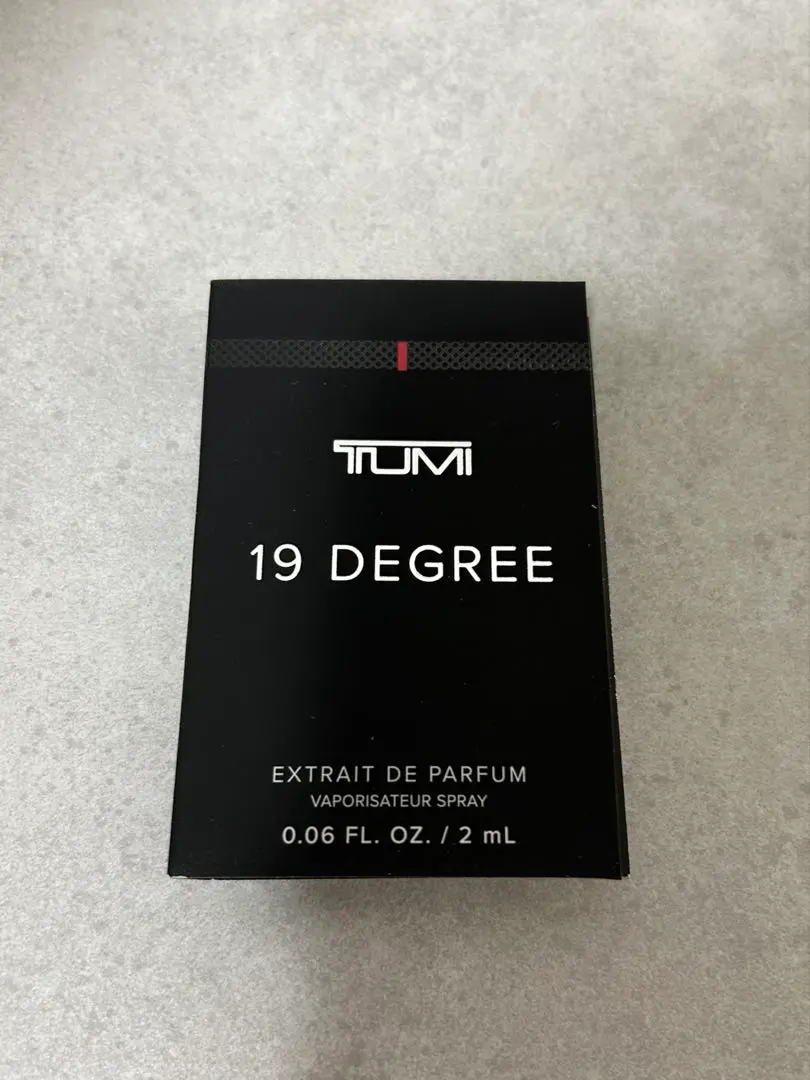 TUMI
19 DEGREE
EXTRAIT DE PARFUM
VAPORISATEUR SPRAY
0.06 FL. OZ. / 2 mL